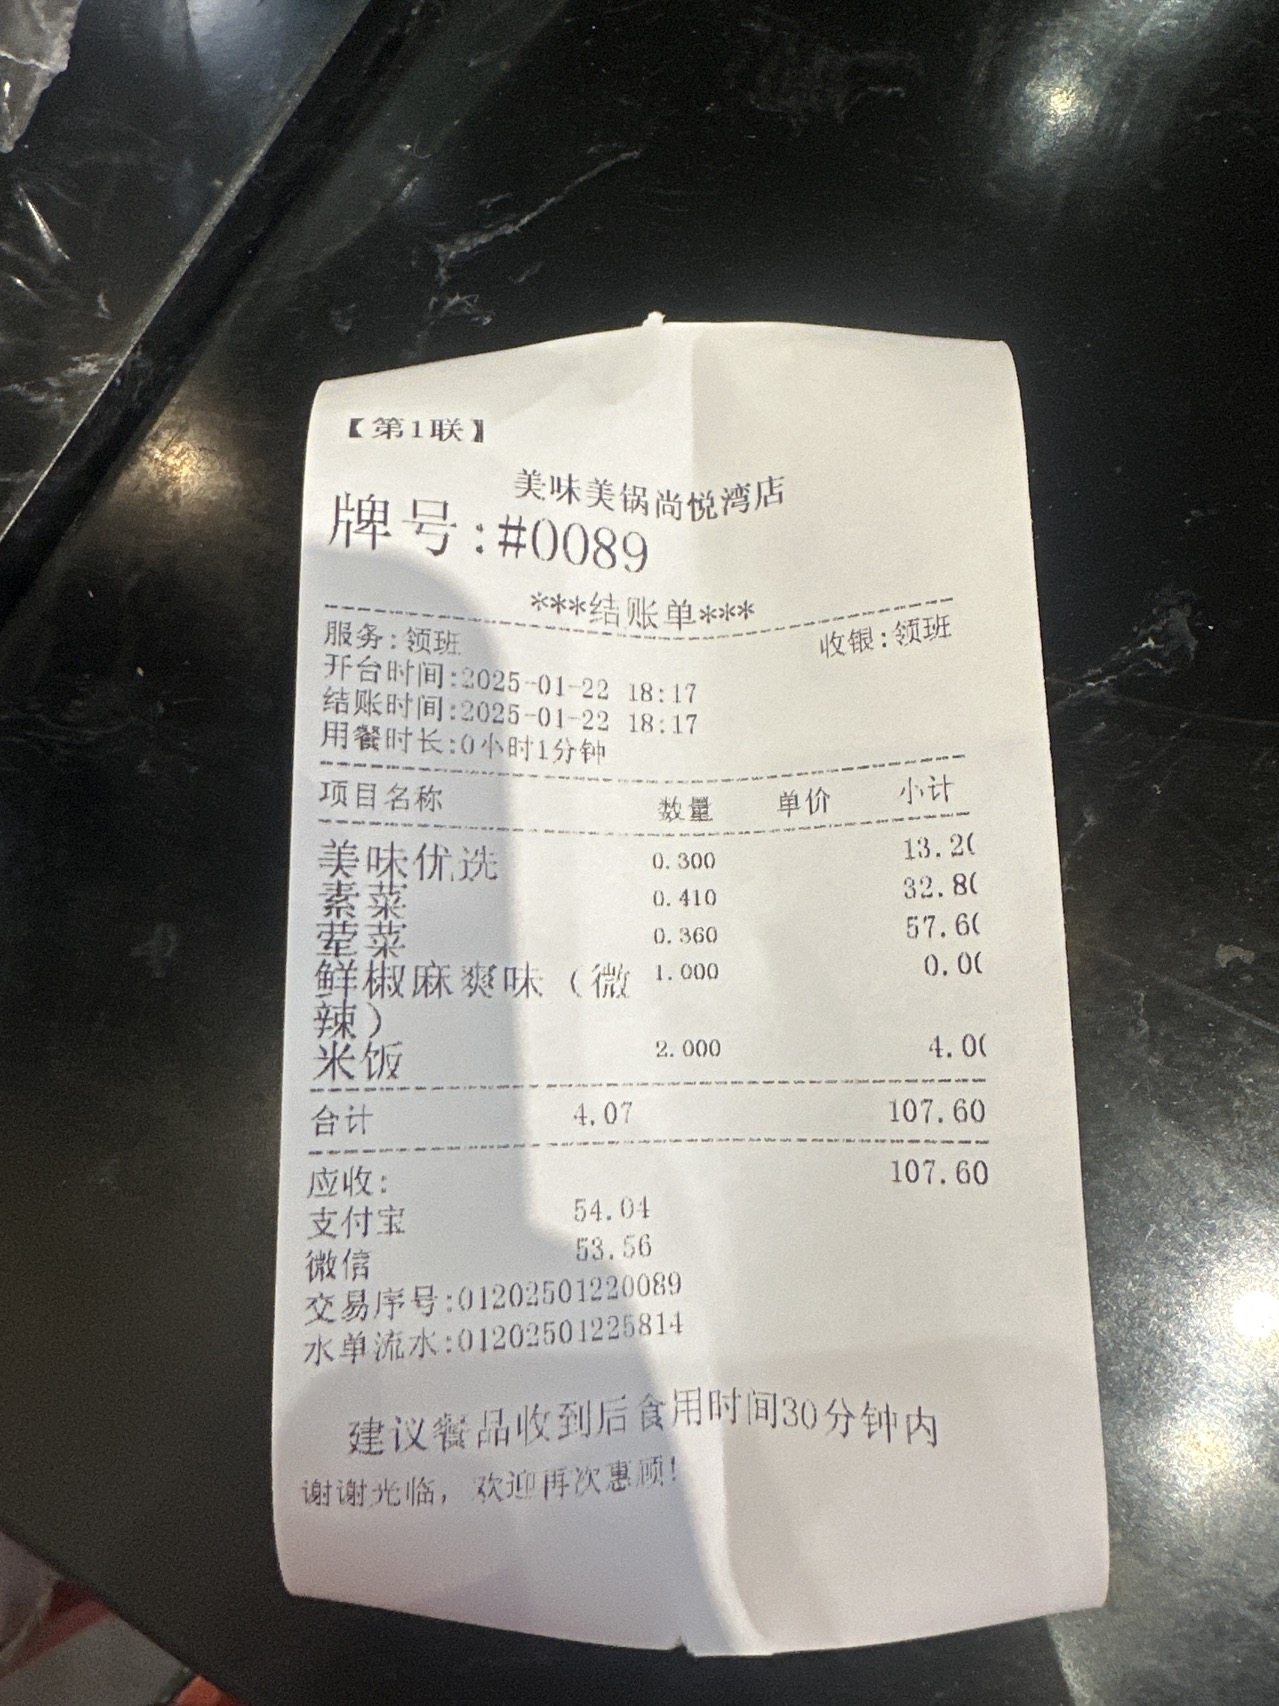 【第1联】
美味美锅尚悦湾店
牌号:#0089
***结账单***
服务:领班 收银:领班
开台时间:2025-01-22 18:17
结账时间:2025-01-22 18:17
用餐时长:0小时1分钟
项目名称 数量 单价 小计
美味优选 0.300 13.20
素菜 0.410 32.80
荤菜 0.360 57.60
鲜椒麻爽味（微 1.000 0.00
辣）
米饭 2.000 4.00
合计 4.07 107.60
应收: 107.60
支付宝 54.04
微信 53.56
交易序号:01202501220089
水单流水:01202501225814
建议餐品收到后食用时间30分钟内
谢谢光临，欢迎再次惠顾！